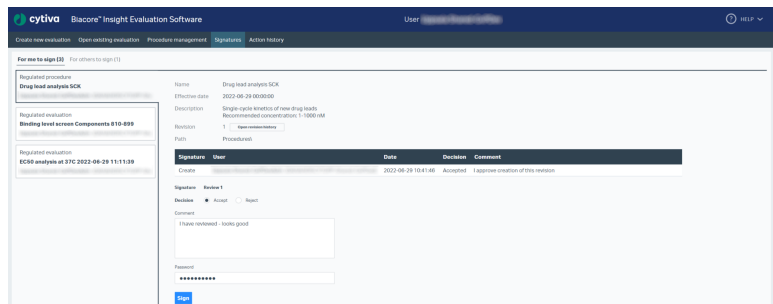 cytiva Biacore™ Insight Evaluation Software User HELP
Create new evaluation Open existing evaluation Procedure management Signatures Action history
For me to sign (3) For others to sign (1)
Regulated procedure
Drug lead analysis SCK
Regulated evaluation
Binding level screen Components 810-899
Regulated evaluation
EC50 analysis at 37C 2022-06-29 11:11:39
Name Drug lead analysis SCK
Effective date 2022-06-29 00:00:00
Description Single-cycle kinetics of new drug leads
Recommended concentration: 1-1000 nM
Revision 1 Open revision history
Path Procedures\
Signature User Date Decision Comment
Create 2022-06-29 10:41:46 Accepted I approve creation of this revision
Signature Review 1
Decision Accept Reject
Comment
I have reviewed - looks good
Password
Sign